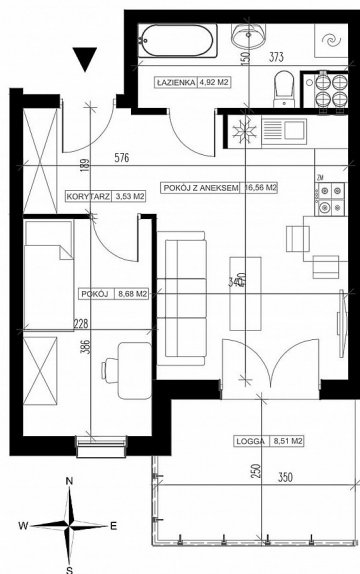 150
373
ŁAZIENKA 4,92 M2
576
189
ZM
KORYTARZ 3,53 M2
POKÓJ Z ANEKSEM 16,56 M2
POKÓJ 8,68 M2
228
386
LOGGA 8,51 M2
250
350
N
W
E
S